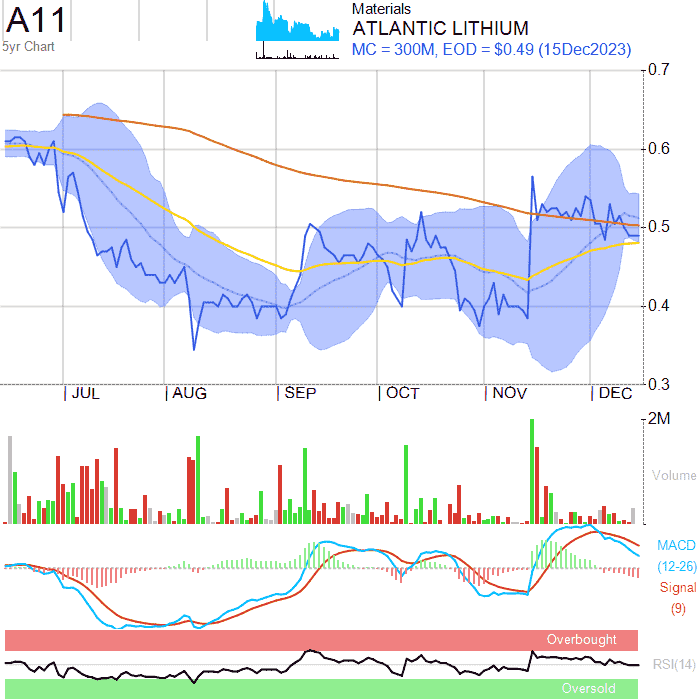 A11
5yr Chart
Materials
ATLANTIC LITHIUM
MC = 300M, EOD = $0.49 (15Dec2023)
0.7
0.6
0.5
0.4
0.3
JUL AUG SEP OCT NOV DEC
2M
Volume
MACD
(12-26)
Signal
(9)
Overbought
RSI(14)
Oversold